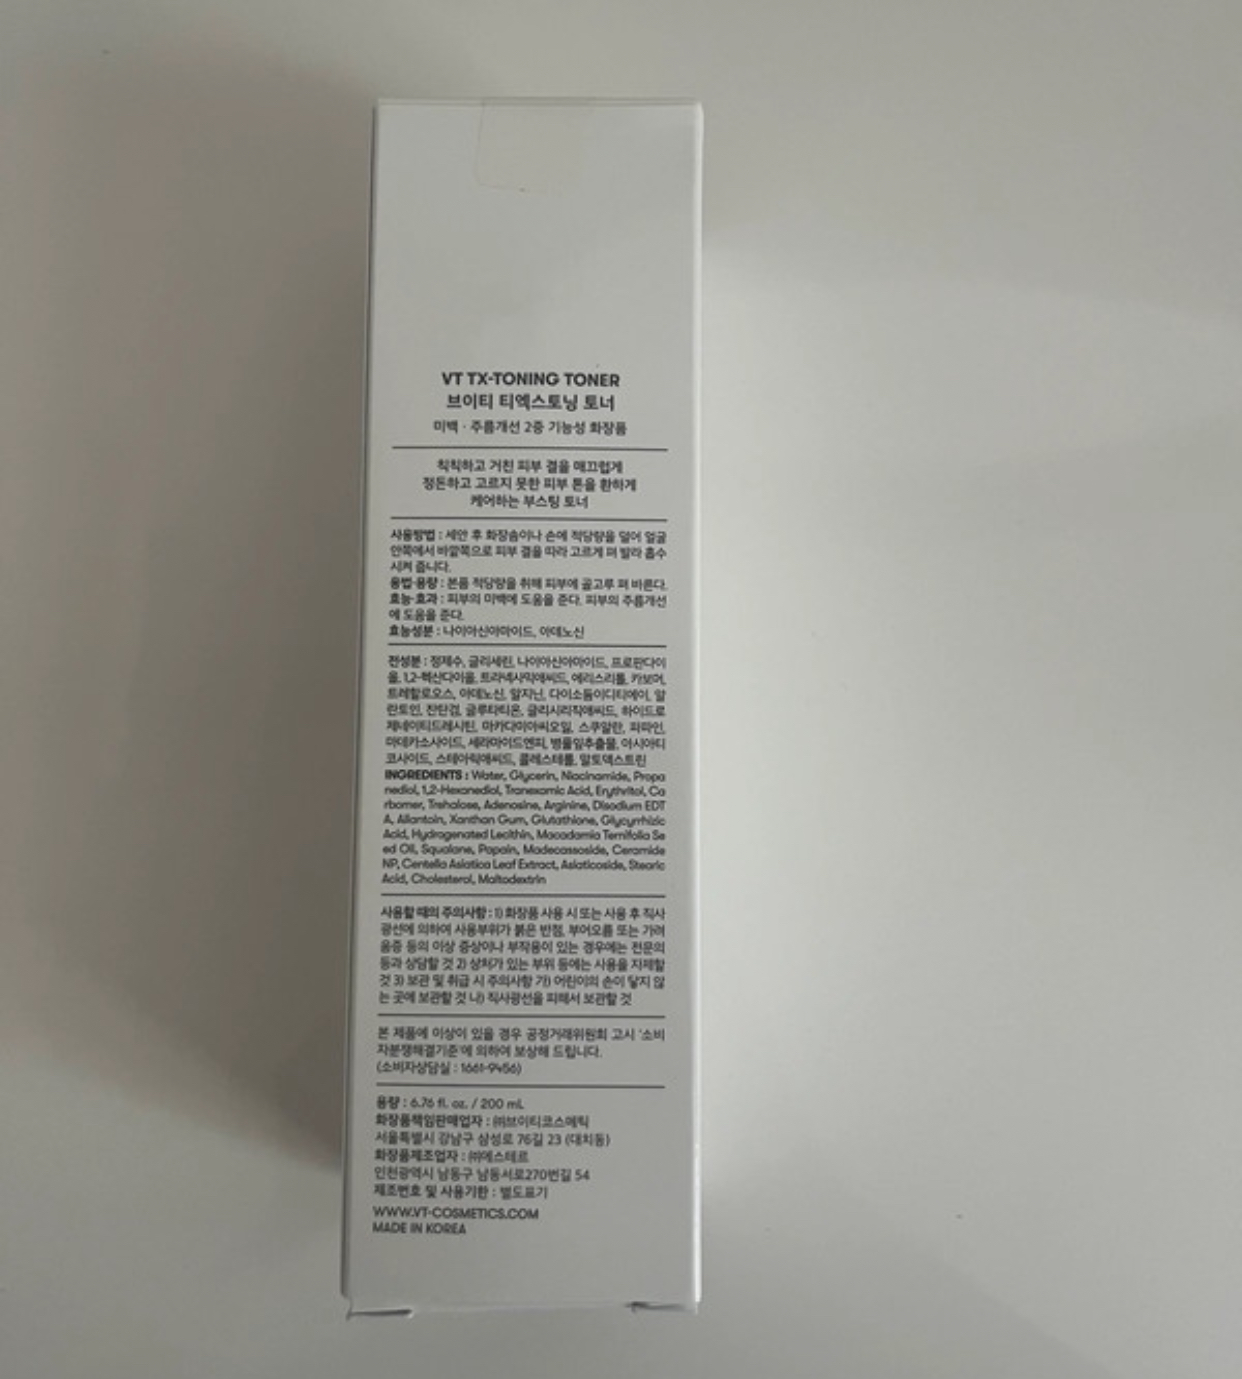 VT TX-TONING TONER
브이티 티엑스토닝 토너
미백 · 주름개선 2중 기능성 화장품
칙칙하고 거친 피부 결을 매끄럽게
정돈하고 고르지 못한 피부 톤을 환하게
케어하는 부스팅 토너
사용방법 : 세안 후 화장솜이나 손에 적당량을 덜어 얼굴
안쪽에서 바깥쪽으로 피부 결을 따라 고르게 펴 발라 흡수
시켜 줍니다.
용법·용량 : 본품 적당량을 취해 피부에 골고루 펴 바른다.
효능·효과 : 피부의 미백에 도움을 준다. 피부의 주름개선
에 도움을 준다.
효능성분 : 나이아신아마이드, 아데노신
전성분 : 정제수, 글리세린, 나이아신아마이드, 프로판다이
올, 1,2-헥산다이올, 트라넥사믹애씨드, 에리스리톨, 카보머,
트레할로오스, 아데노신, 알지닌, 다이소듐이디티에이, 알
란토인, 잔탄검, 글루타티온, 글리시리직애씨드, 하이드로
제네이티드레시틴, 마카다미아씨오일, 스쿠알란, 파파인,
마데카소사이드, 세라마이드엔피, 병풀잎추출물, 아시아티
코사이드, 스테아릭애씨드, 콜레스테롤, 말토덱스트린
INGREDIENTS : Water, Glycerin, Niacinamide, Propa
nediol, 1,2-Hexanediol, Tranexamic Acid, Erythritol, Ca
rbomer, Trehalose, Adenosine, Arginine, Disodium EDT
A, Allantoin, Xanthan Gum, Glutathione, Glycyrrhizic
Acid, Hydrogenated Lecithin, Macadamia Ternifolia Se
ed Oil, Squalane, Papain, Madecassoside, Ceramide
NP, Centella Asiatica Leaf Extract, Asiaticoside, Stearic
Acid, Cholesterol, Maltodextrin
사용할 때의 주의사항 : 1) 화장품 사용 시 또는 사용 후 직사
광선에 의하여 사용부위가 붉은 반점, 부어오름 또는 가려
움증 등의 이상 증상이나 부작용이 있는 경우에는 전문의
등과 상담할 것 2) 상처가 있는 부위 등에는 사용을 자제할
것 3) 보관 및 취급 시 주의사항 가) 어린이의 손이 닿지 않
는 곳에 보관할 것 나) 직사광선을 피해서 보관할 것
본 제품에 이상이 있을 경우 공정거래위원회 고시 '소비
자분쟁해결기준'에 의하여 보상해 드립니다.
(소비자상담실 : 1661-9456)
용량 : 6.76 fl. oz. / 200 mL
화장품책임판매업자 : ㈜브이티코스메틱
서울특별시 강남구 삼성로 76길 23 (대치동)
화장품제조업자 : ㈜에스테르
인천광역시 남동구 남동서로270번길 54
제조번호 및 사용기한 : 별도표기
WWW.VT-COSMETICS.COM
MADE IN KOREA